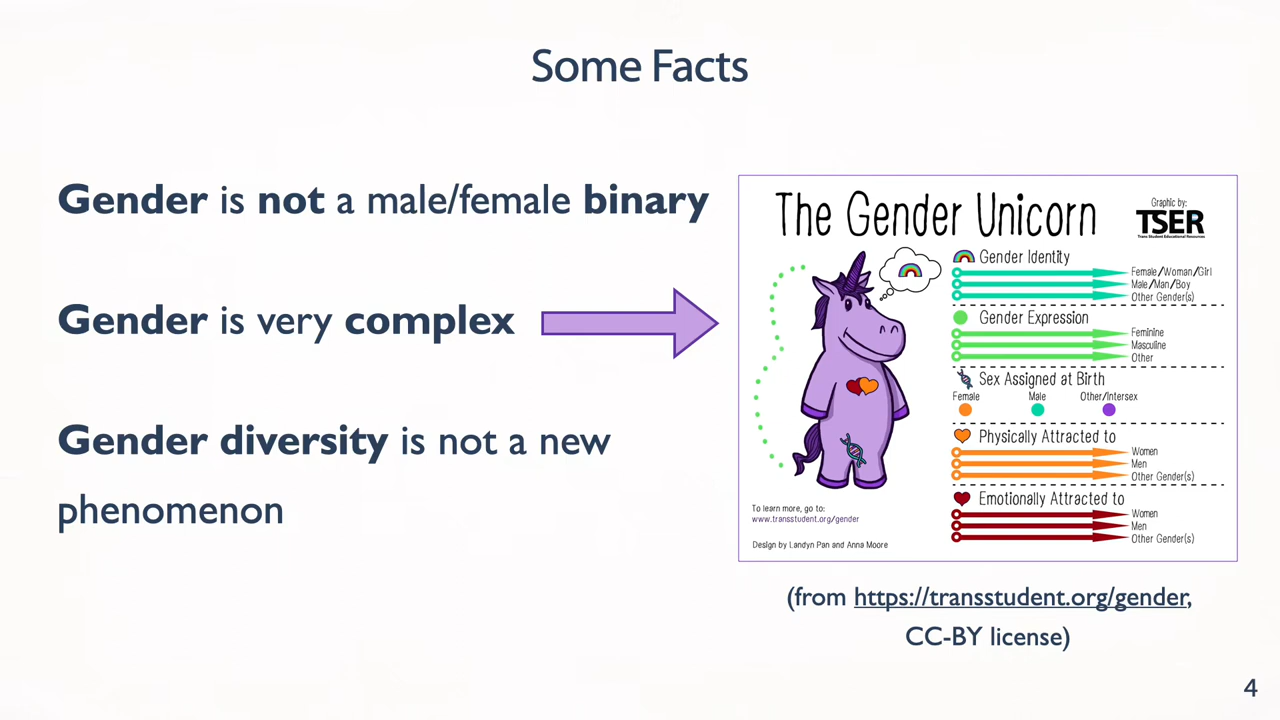 Some Facts
Gender is not a male/female binary
Gender is very complex
Gender diversity is not a new
phenomenon
The Gender Unicorn
Graphic by:
TSER
Trans Student Educational Resources
Gender Identity
Female/Woman/Girl
Male/Man/Boy
Other Gender(s)
Gender Expression
Feminine
Masculine
Other
Sex Assigned at Birth
Female Male Other/Intersex
Physically Attracted to
Women
Men
Other Gender(s)
Emotionally Attracted to
Women
Men
Other Gender(s)
To learn more, go to:
www.transstudent.org/gender
Design by Landyn Pan and Anna Moore
(from https://transstudent.org/gender,
CC-BY license)
4